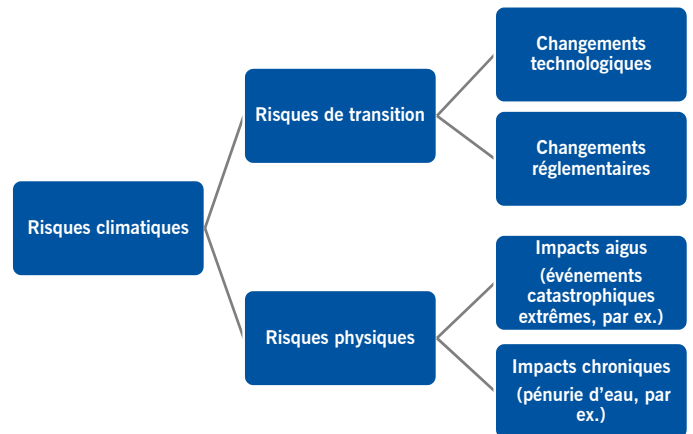 Risques climatiques
Risques de transition
Changements
technologiques
Changements
réglementaires
Risques physiques
Impacts aigus
(événements
catastrophiques
extrêmes, par ex.)
Impacts chroniques
(pénurie d’eau, par
ex.)